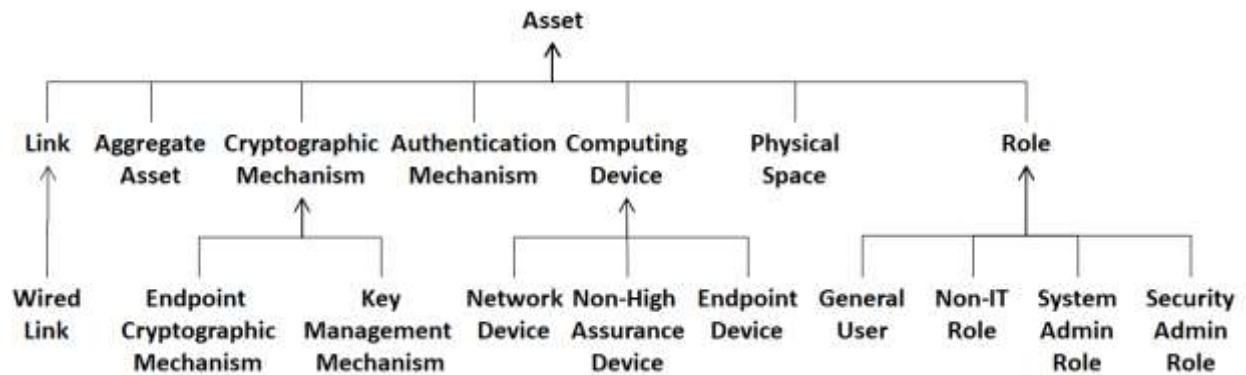 Asset
Link Aggregate Cryptographic Authentication Computing Physical Role
Asset Mechanism Mechanism Device Space
Wired Endpoint Key Network Non-High Endpoint General Non-IT System Security
Link Cryptographic Management Device Assurance Device User Role Admin Admin
Mechanism Mechanism Device Role Role